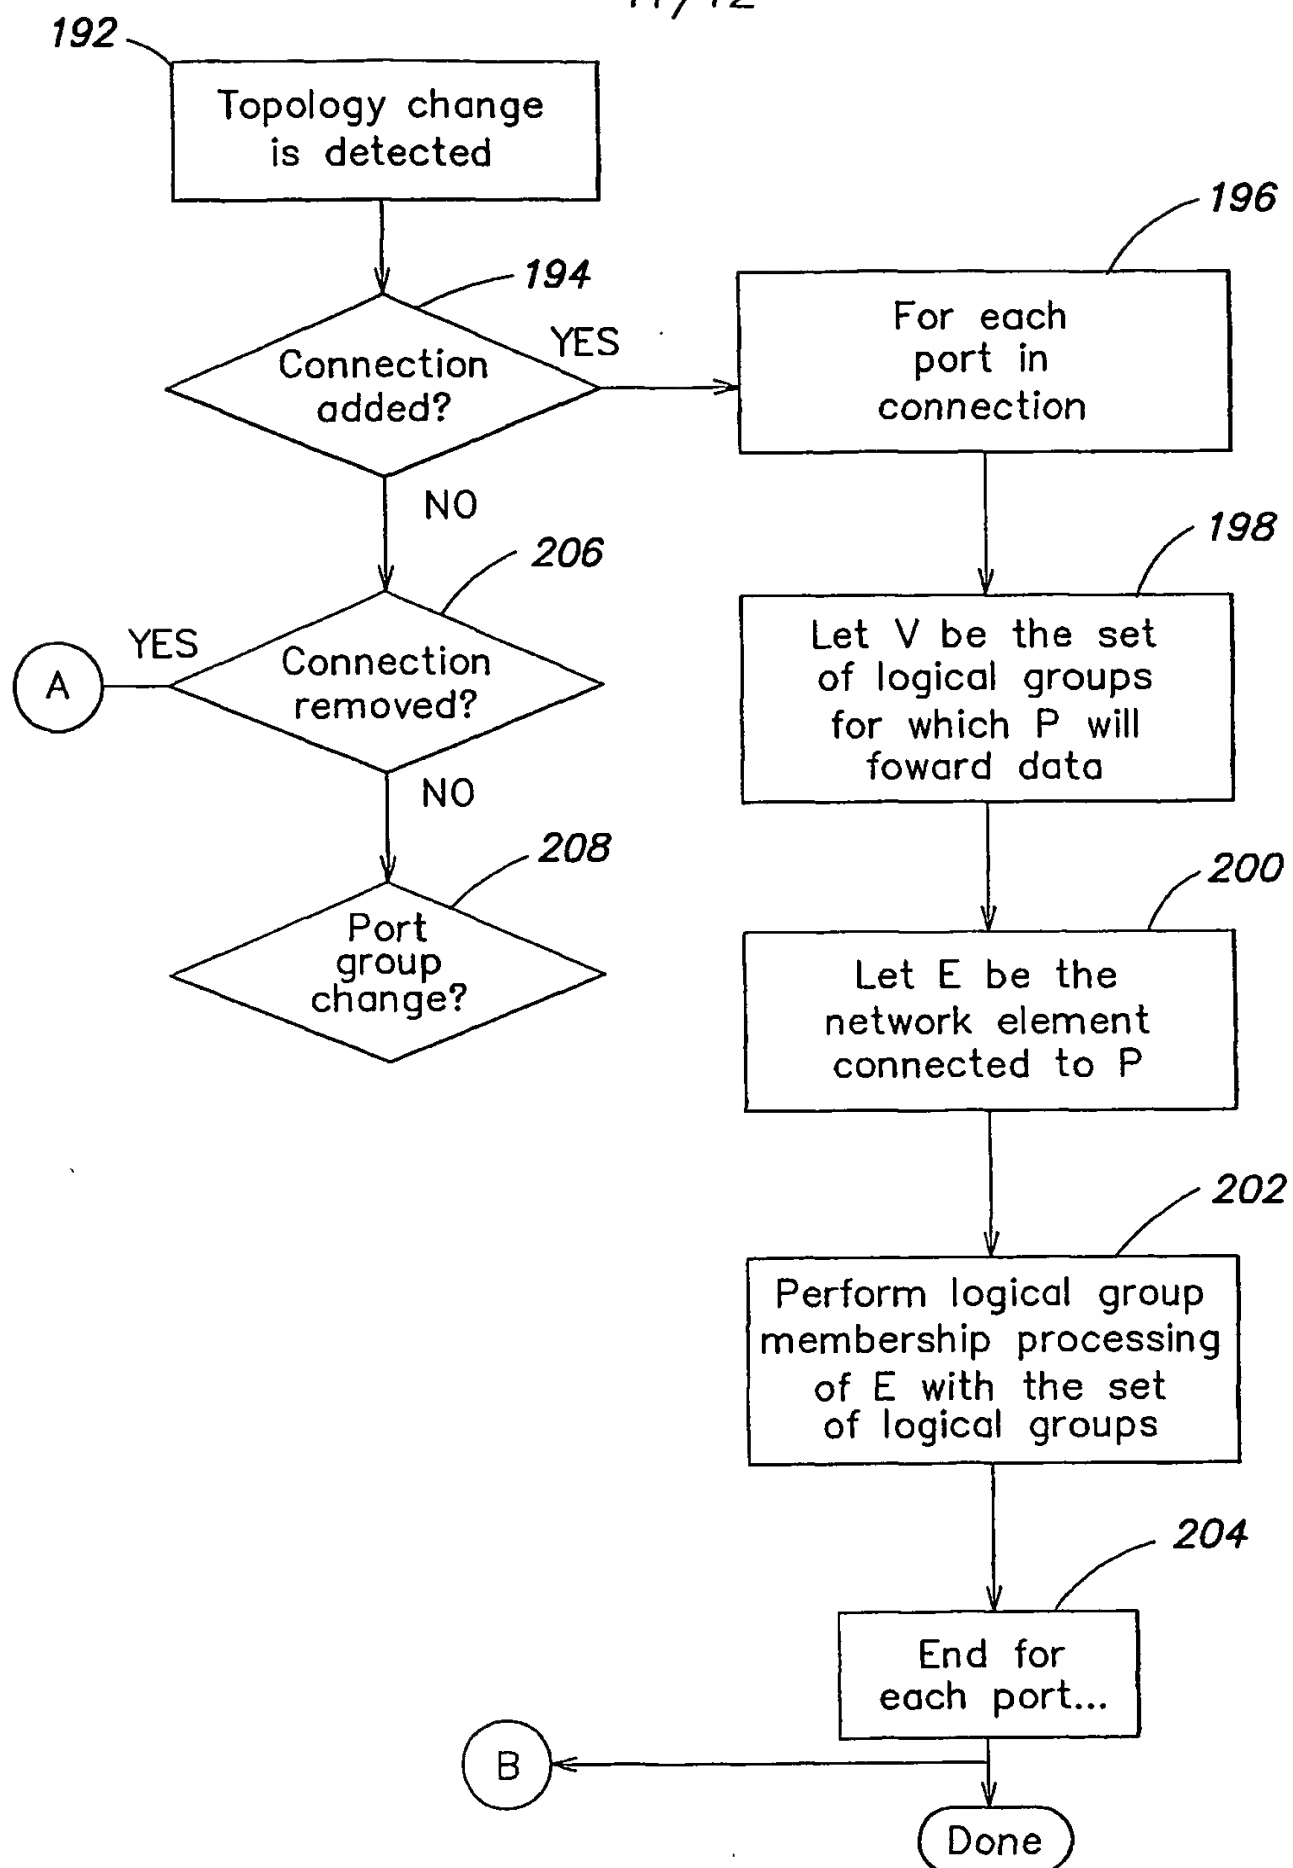 192
Topology change
is detected
194
Connection
added?
YES
NO
196
For each
port in
connection
198
Let V be the set
of logical groups
for which P will
foward data
206
Connection
removed?
YES
A
NO
208
Port
group
change?
200
Let E be the
network element
connected to P
202
Perform logical group
membership processing
of E with the set
of logical groups
204
End for
each port...
B
Done